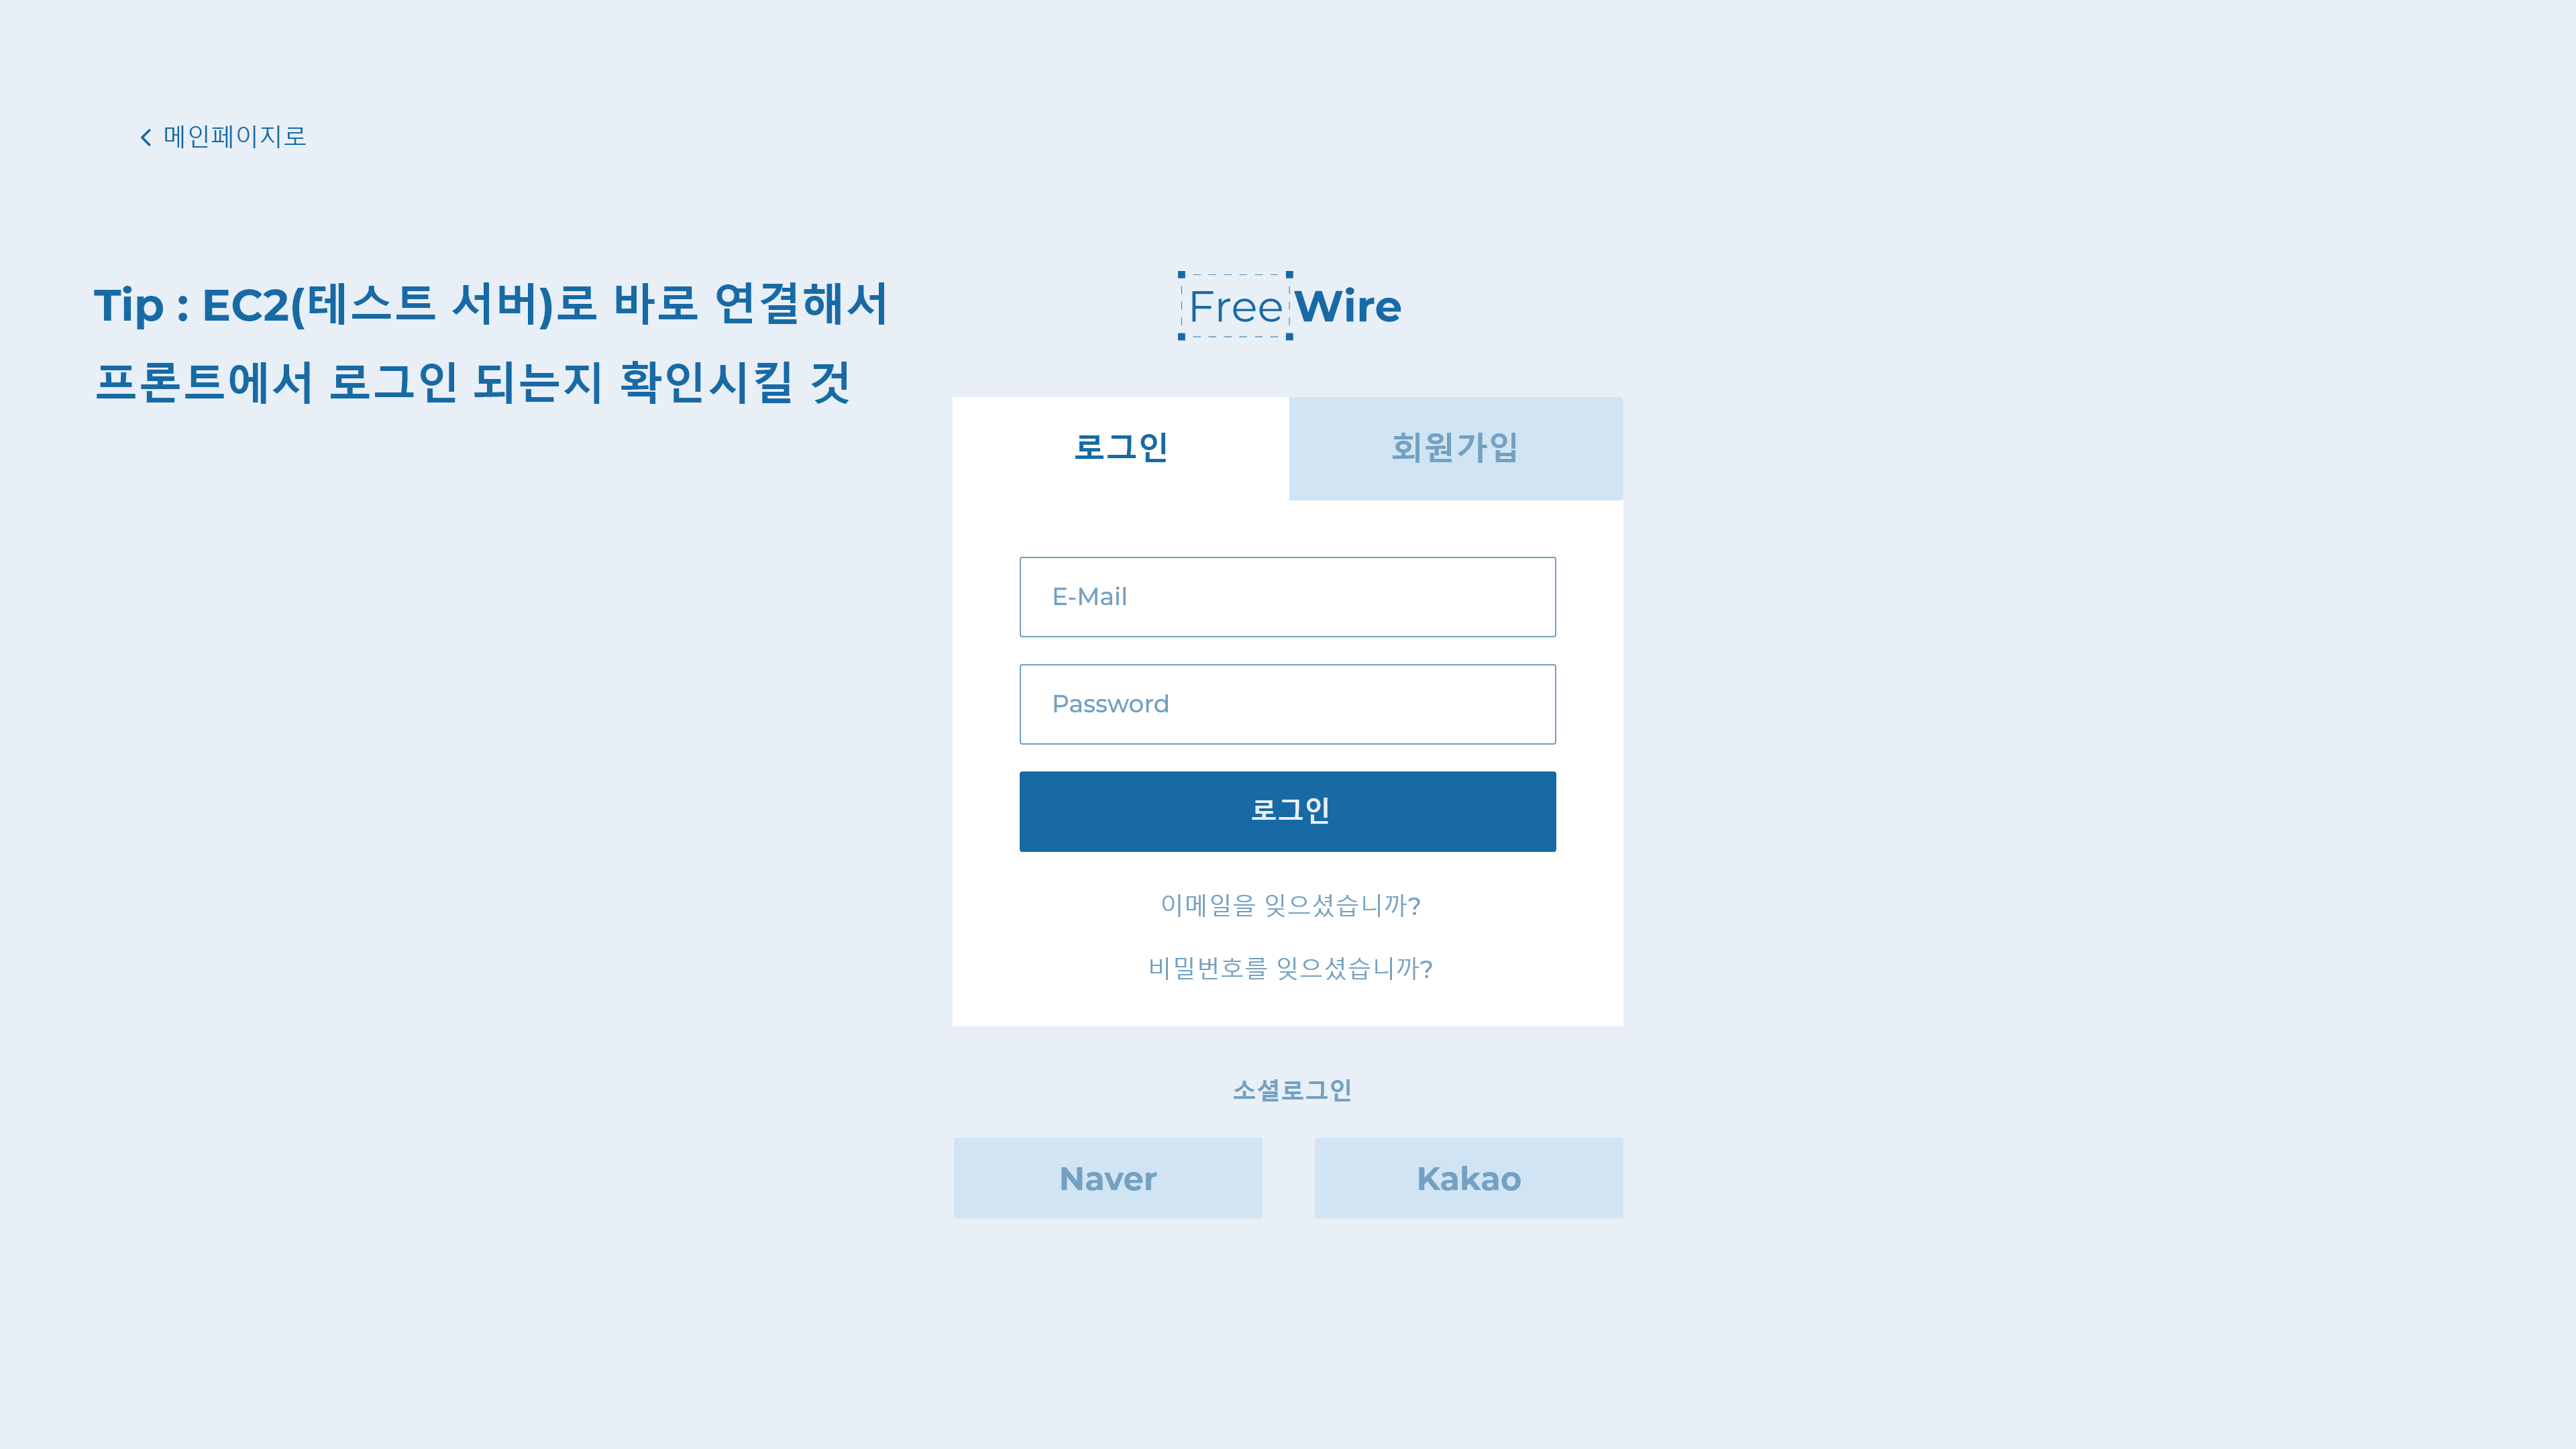 메인페이지로
Tip : EC2(테스트 서버)로 바로 연결해서
프론트에서 로그인 되는지 확인시킬 것
FreeWire
로그인
회원가입
E-Mail
Password
로그인
이메일을 잊으셨습니까?
비밀번호를 잊으셨습니까?
소셜로그인
Naver
Kakao